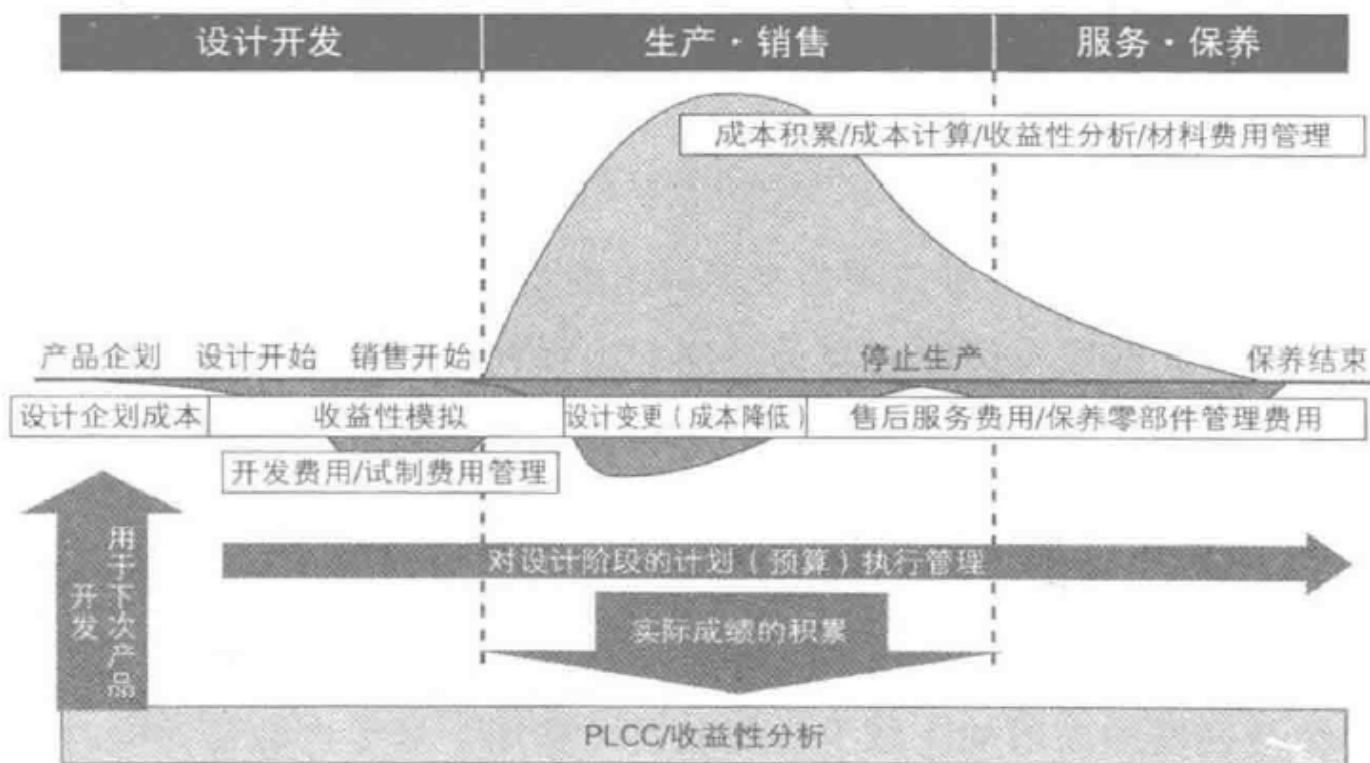 设计开发
生产·销售
服务·保养
成本积累/成本计算/收益性分析/材料费用管理
产品企划
设计开始
销售开始
停止生产
保养结束
设计企划成本
收益性模拟
设计变更(成本降低)
售后服务费用/保养零部件管理费用
开发费用/试制费用管理
用于下次产品
开发
对设计阶段的计划(预算)执行管理
实际成绩的积累
PLCC/收益性分析